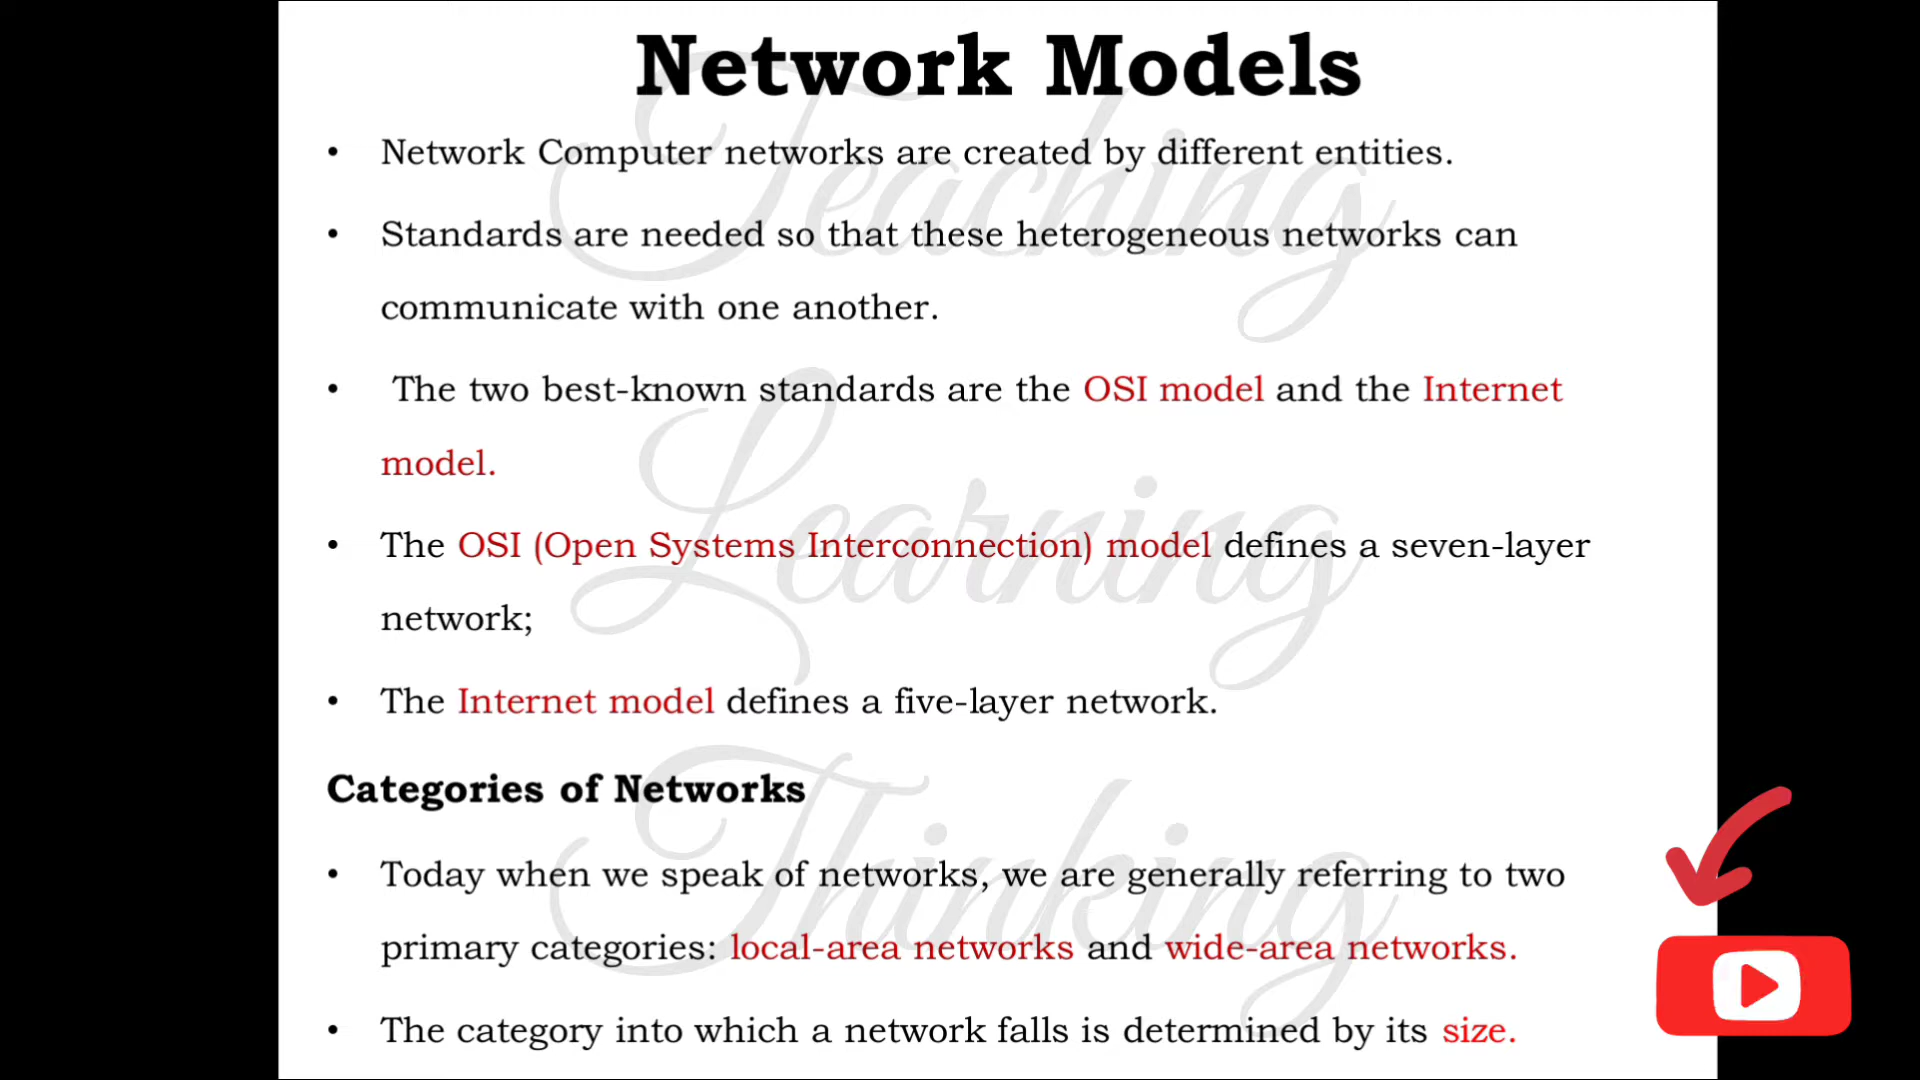 Network Models
• Network Computer networks are created by different entities.
• Standards are needed so that these heterogeneous networks can
communicate with one another.
• The two best-known standards are the OSI model and the Internet
model.
• The OSI (Open Systems Interconnection) model defines a seven-layer
network;
• The Internet model defines a five-layer network.
Categories of Networks
• Today when we speak of networks, we are generally referring to two
primary categories: local-area networks and wide-area networks.
• The category into which a network falls is determined by its size.
Teaching
Learning
Thinking